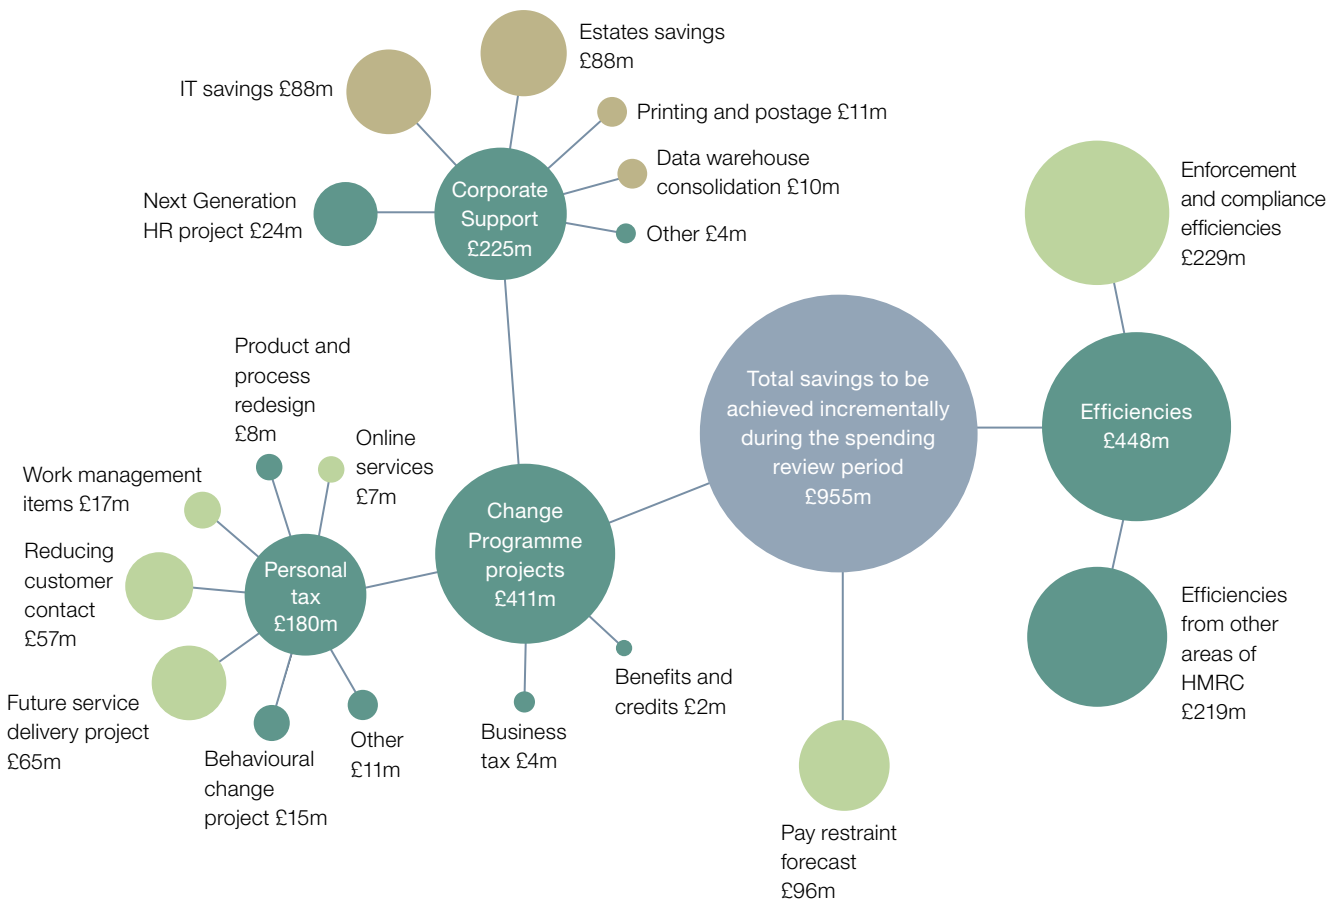 Estates savings
£88m
IT savings £88m
Printing and postage £11m
Data warehouse
consolidation £10m
Other £4m
Next Generation
HR project £24m
Corporate
Support
£225m
Enforcement
and compliance
efficiencies
£229m
Total savings to be
achieved incrementally
during the spending
review period
£955m
Efficiencies
£448m
Efficiencies
from other
areas of
HMRC
£219m
Product and
process
redesign
£8m
Online
services
£7m
Work management
items £17m
Reducing
customer
contact
£57m
Personal
tax
£180m
Change
Programme
projects
£411m
Future service
delivery project
£65m
Behavioural
change
project £15m
Other
£11m
Business
tax £4m
Benefits and
credits £2m
Pay restraint
forecast
£96m